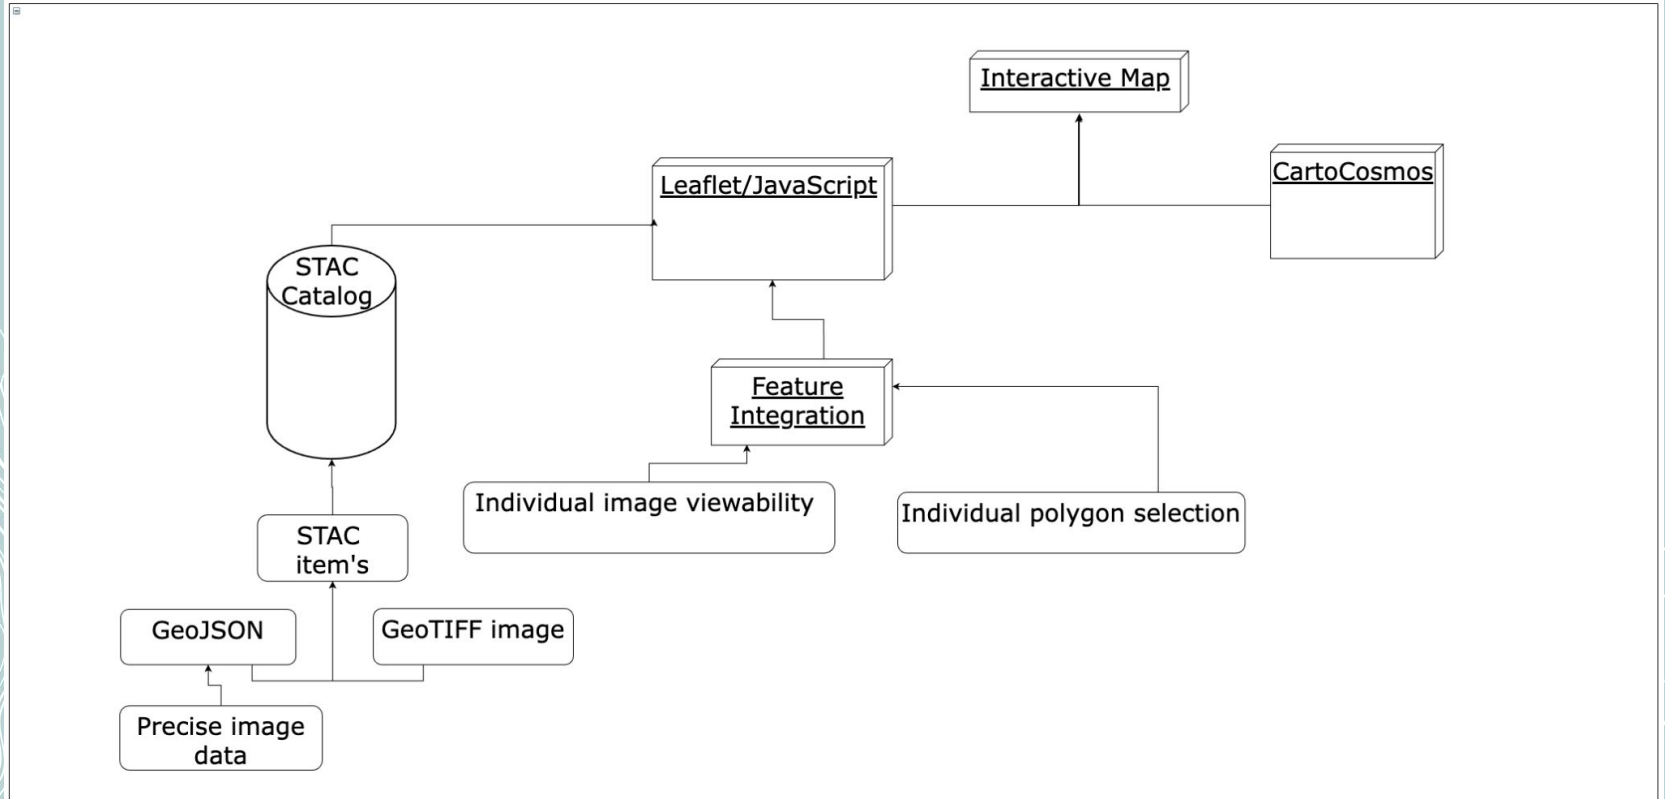 Interactive Map
CartoCosmos
Leaflet/JavaScript
STAC
Catalog
Feature
Integration
Individual image viewability
Individual polygon selection
STAC
item's
GeoJSON
GeoTIFF image
Precise image
data